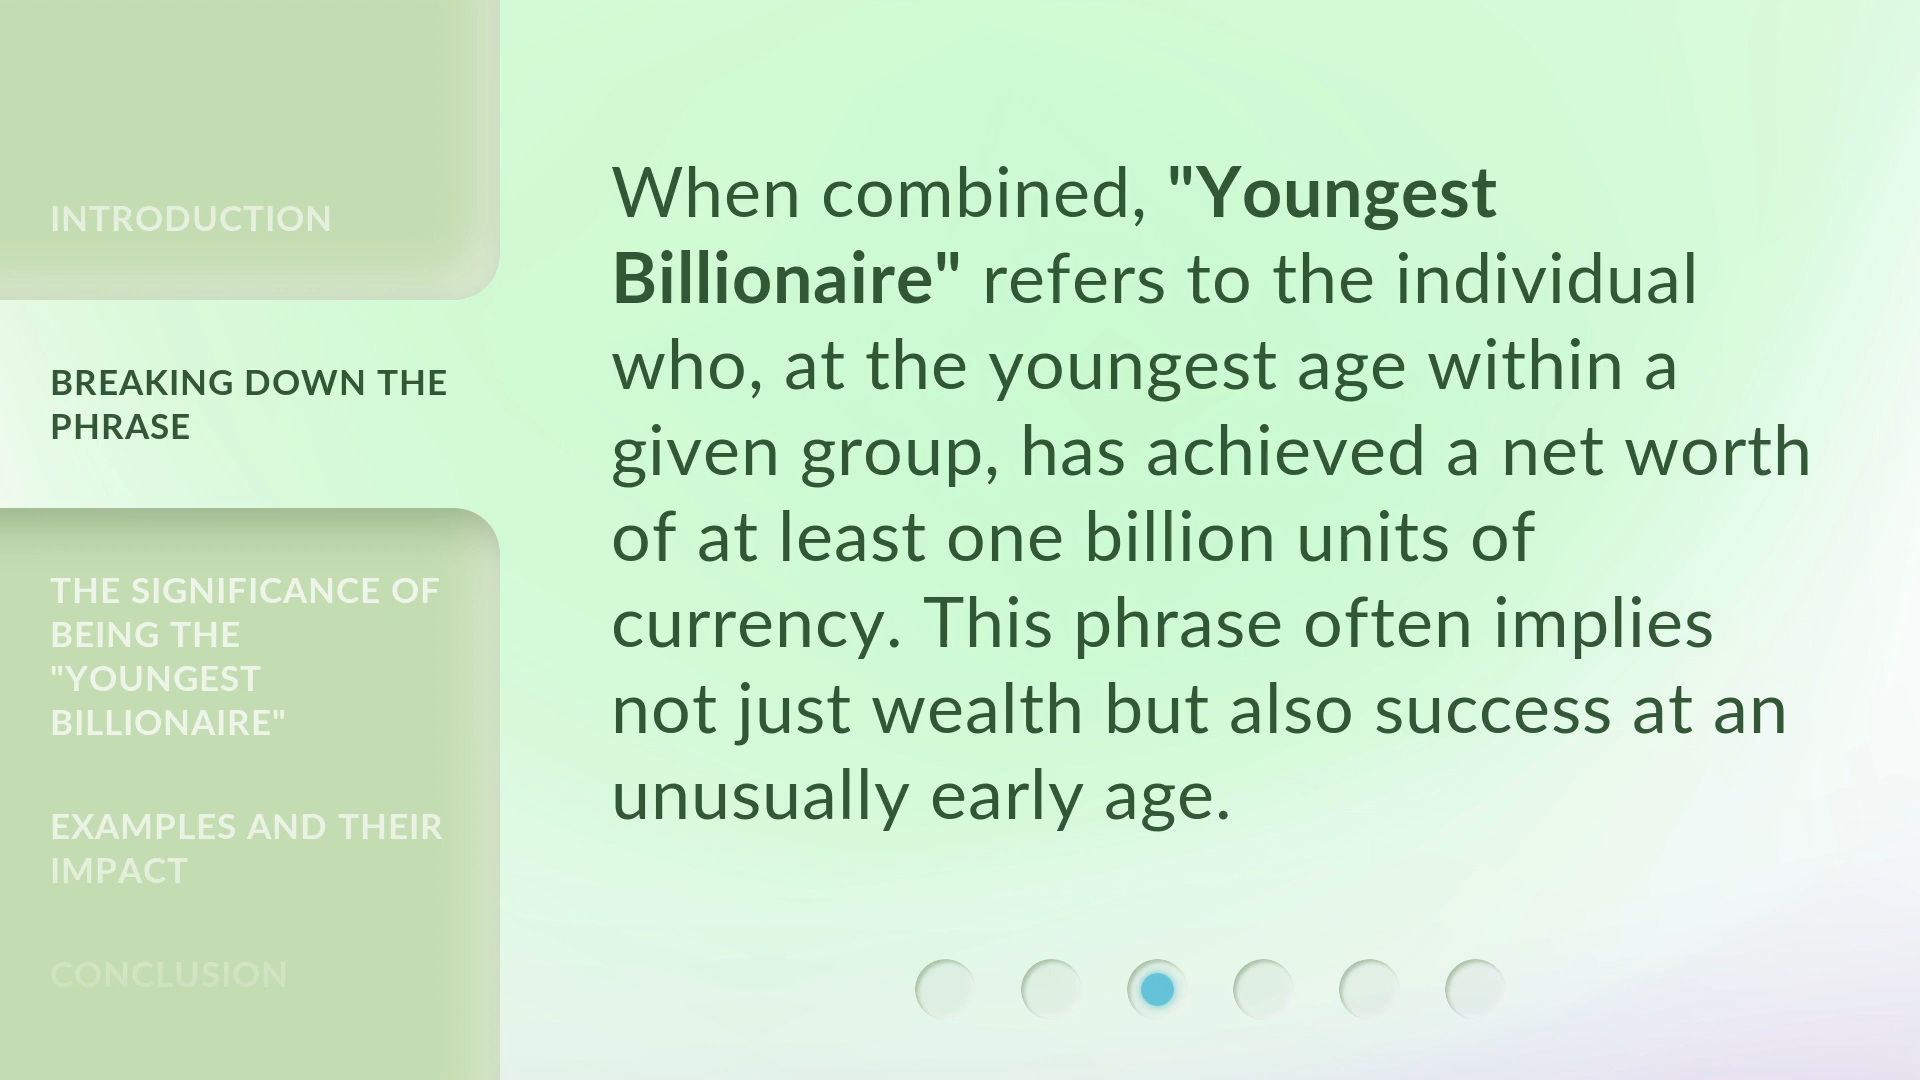 INTRODUCTION
BREAKING DOWN THE
PHRASE
THE SIGNIFICANCE OF
BEING THE
"YOUNGEST
BILLIONAIRE"
EXAMPLES AND THEIR
IMPACT
CONCLUSION
When combined, "Youngest
Billionaire" refers to the individual
who, at the youngest age within a
given group, has achieved a net worth
of at least one billion units of
currency. This phrase often implies
not just wealth but also success at an
unusually early age.